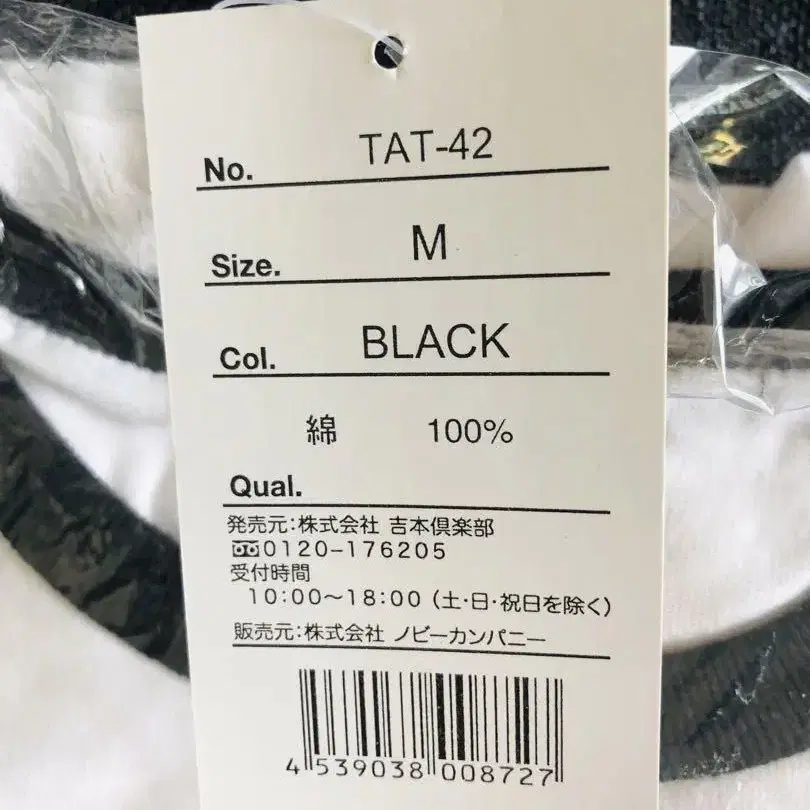 No. TAT-42
Size. M
Col. BLACK
綿 100%
Qual.
発売元:株式会社 吉本倶楽部
0120-176205
受付時間
10:00〜18:00 (土・日・祝日を除く)
販売元:株式会社 ノビーカンパニー
4 539038 008727